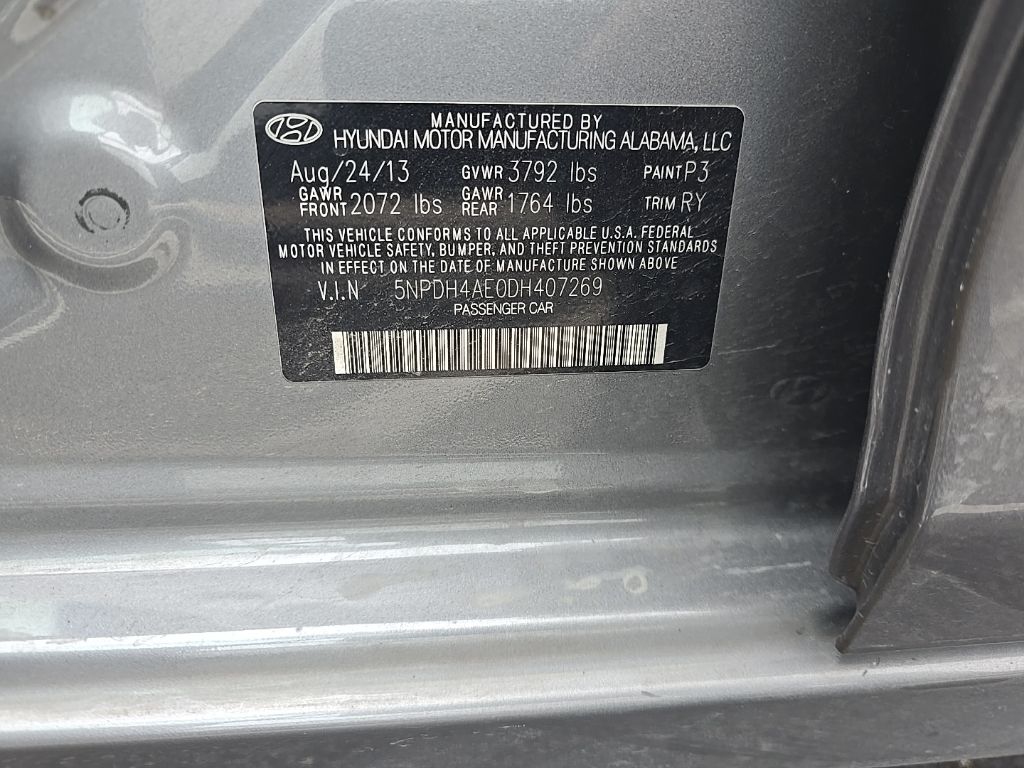 MANUFACTURED BY
HYUNDAI MOTOR MANUFACTURING ALABAMA, LLC
Aug/24/13 GVWR 3792 lbs PAINT P3
GAWR FRONT 2072 lbs GAWR REAR 1764 lbs TRIM RY
THIS VEHICLE CONFORMS TO ALL APPLICABLE U.S.A. FEDERAL
MOTOR VEHICLE SAFETY, BUMPER, AND THEFT PREVENTION STANDARDS
IN EFFECT ON THE DATE OF MANUFACTURE SHOWN ABOVE
V.I.N 5NPDH4AE0DH407269
PASSENGER CAR